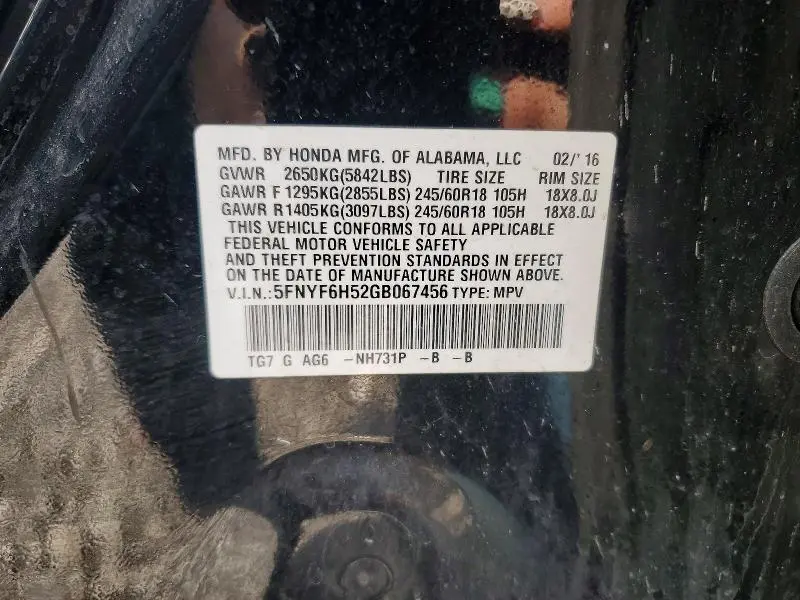 MFD. BY HONDA MFG. OF ALABAMA, LLC 02/'16
GVWR 2650KG(5842LBS) TIRE SIZE RIM SIZE
GAWR F 1295KG(2855LBS) 245/60R18 105H 18X8.0J
GAWR R1405KG(3097LBS) 245/60R18 105H 18X8.0J
THIS VEHICLE CONFORMS TO ALL APPLICABLE
FEDERAL MOTOR VEHICLE SAFETY
AND THEFT PREVENTION STANDARDS IN EFFECT
ON THE DATE OF MANUFACTURE SHOWN ABOVE.
V.I.N.:5FNYF6H52GB067456 TYPE: MPV
TG7 G AG6 -NH731P -B -B